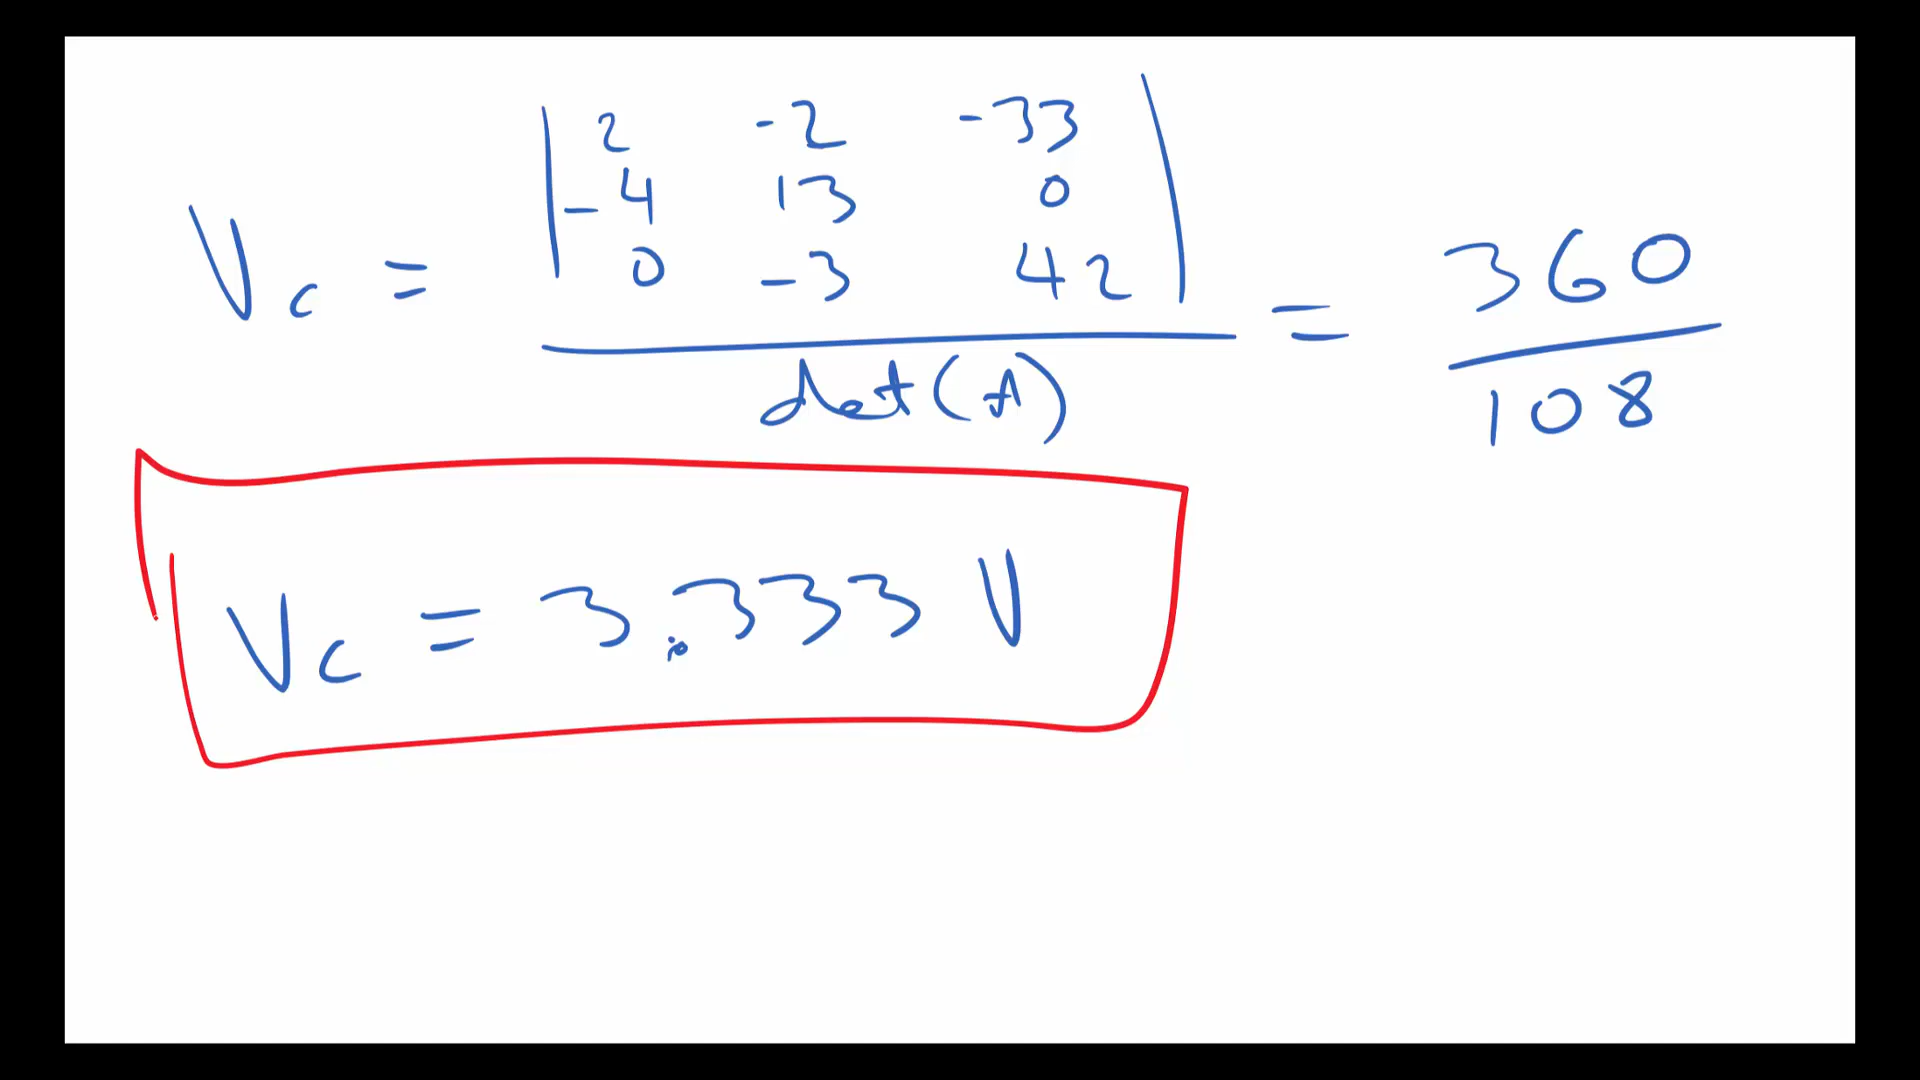 2 -2 -33
-4 13 0
0 -3 42
Vc = = 360
det(A) 108
Vc = 3.333 V